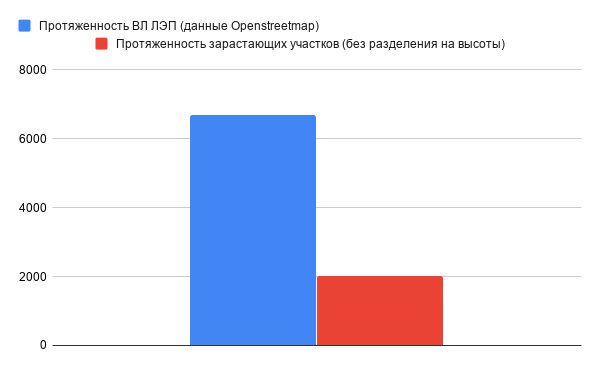 Протяженность ВЛ ЛЭП (данные Openstreetmap)
Протяженность зарастающих участков (без разделения на высоты)
8000
6000
4000
2000
0